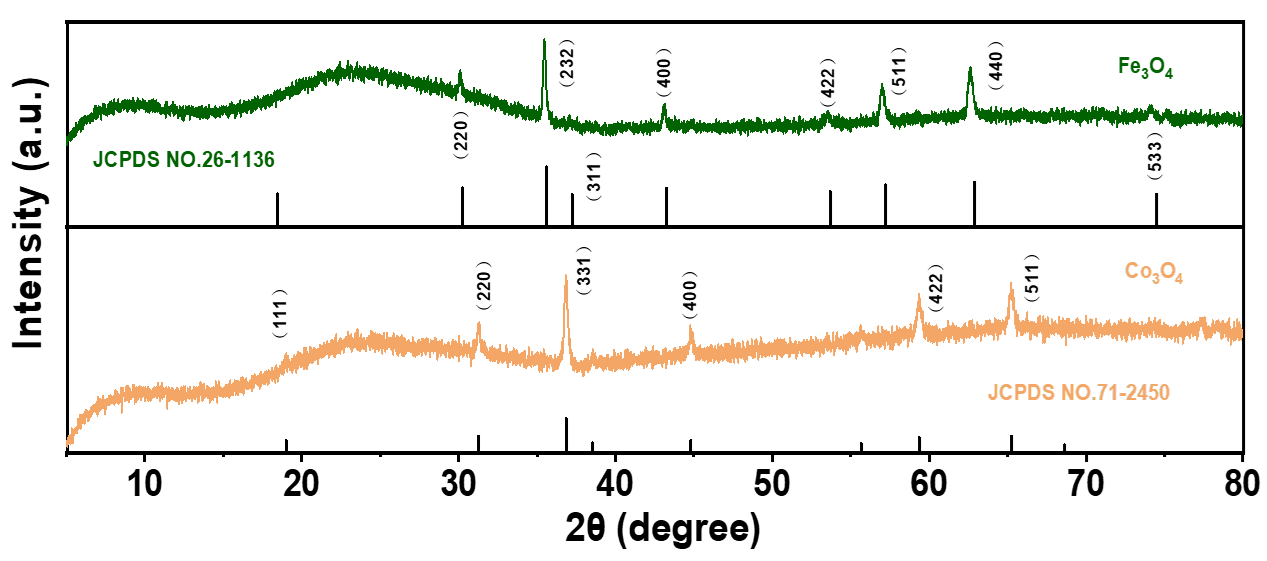 Intensity (a.u.)
Fe₃O₄
JCPDS NO.26-1136
(220)
(232)
(311)
(400)
(422)
(511)
(440)
(533)
Co₃O₄
JCPDS NO.71-2450
(111)
(220)
(331)
(400)
(422)
(511)
10 20 30 40 50 60 70 80
2θ (degree)